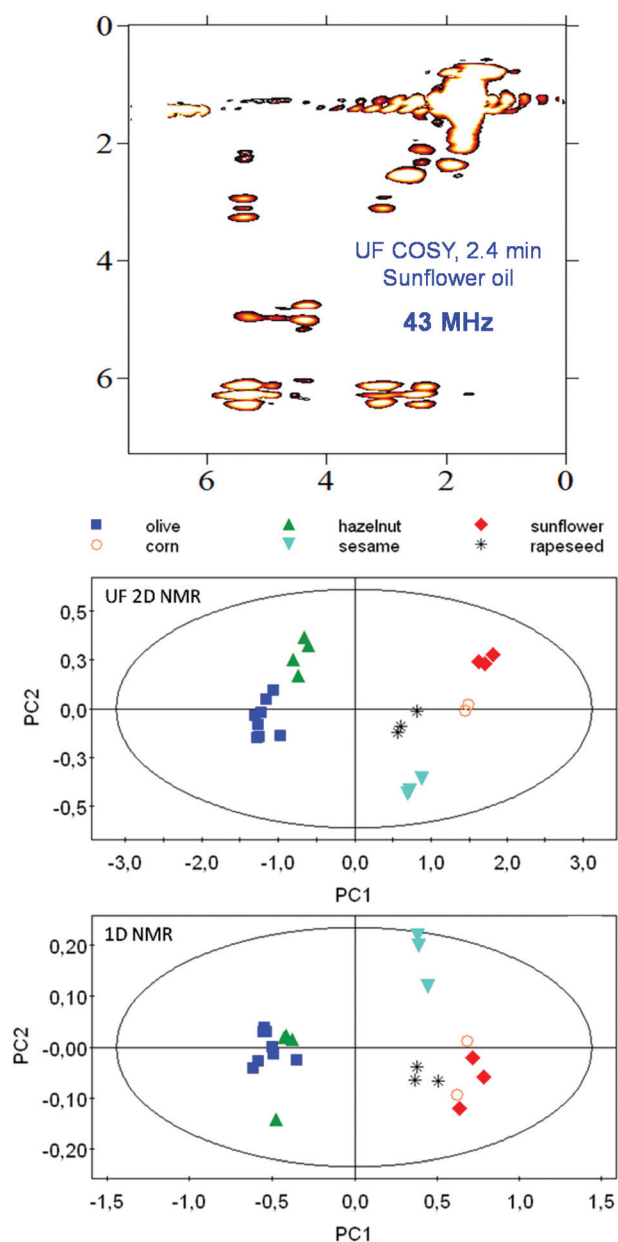 0
2
4
6
UF COSY, 2.4 min
Sunflower oil
43 MHz
6 4 2 0
olive hazelnut sunflower
corn sesame rapeseed
UF 2D NMR
PC2
0,5
0,3
0,0
-0,3
-0,5
-3,0 -2,0 -1,0 0,0 1,0 2,0 3,0
PC1
1D NMR
PC2
0,20
0,10
-0,00
-0,10
-0,20
-1,5 -1,0 -0,5 0,0 0,5 1,0 1,5
PC1